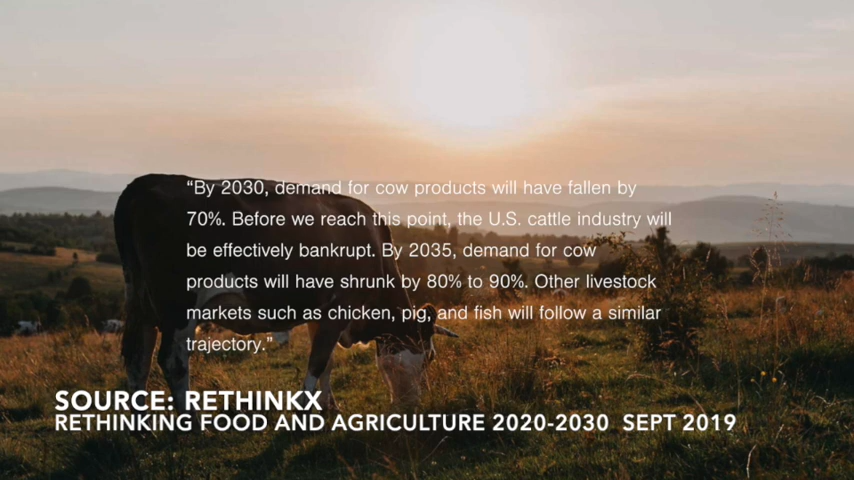 “By 2030, demand for cow products will have fallen by
70%. Before we reach this point, the U.S. cattle industry will
be effectively bankrupt. By 2035, demand for cow
products will have shrunk by 80% to 90%. Other livestock
markets such as chicken, pig, and fish will follow a similar
trajectory.”
SOURCE: RETHINKX
RETHINKING FOOD AND AGRICULTURE 2020-2030 SEPT 2019